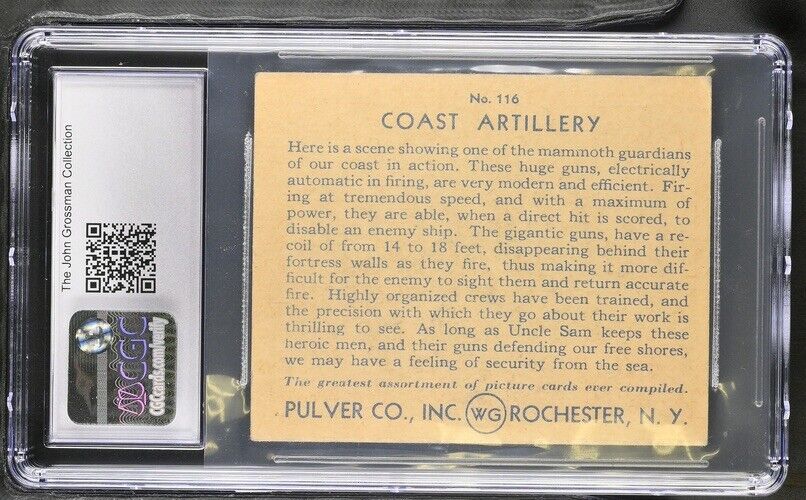 The John Grossman Collection
CGC
CGCcards.com/verify
No. 116
COAST ARTILLERY
Here is a scene showing one of the mammoth guardians
of our coast in action. These huge guns, electrically
automatic in firing, are very modern and efficient. Fir-
ing at tremendous speed, and with a maximum of
power, they are able, when a direct hit is scored, to
disable an enemy ship. The gigantic guns, have a re-
coil of from 14 to 18 feet, disappearing behind their
fortress walls as they fire, thus making it more dif-
ficult for the enemy to sight them and return accurate
fire. Highly organized crews have been trained, and
the precision with which they go about their work is
thrilling to see. As long as Uncle Sam keeps these
heroic men, and their guns defending our free shores,
we may have a feeling of security from the sea.
The greatest assortment of picture cards ever compiled.
PULVER CO., INC. WG ROCHESTER, N. Y.